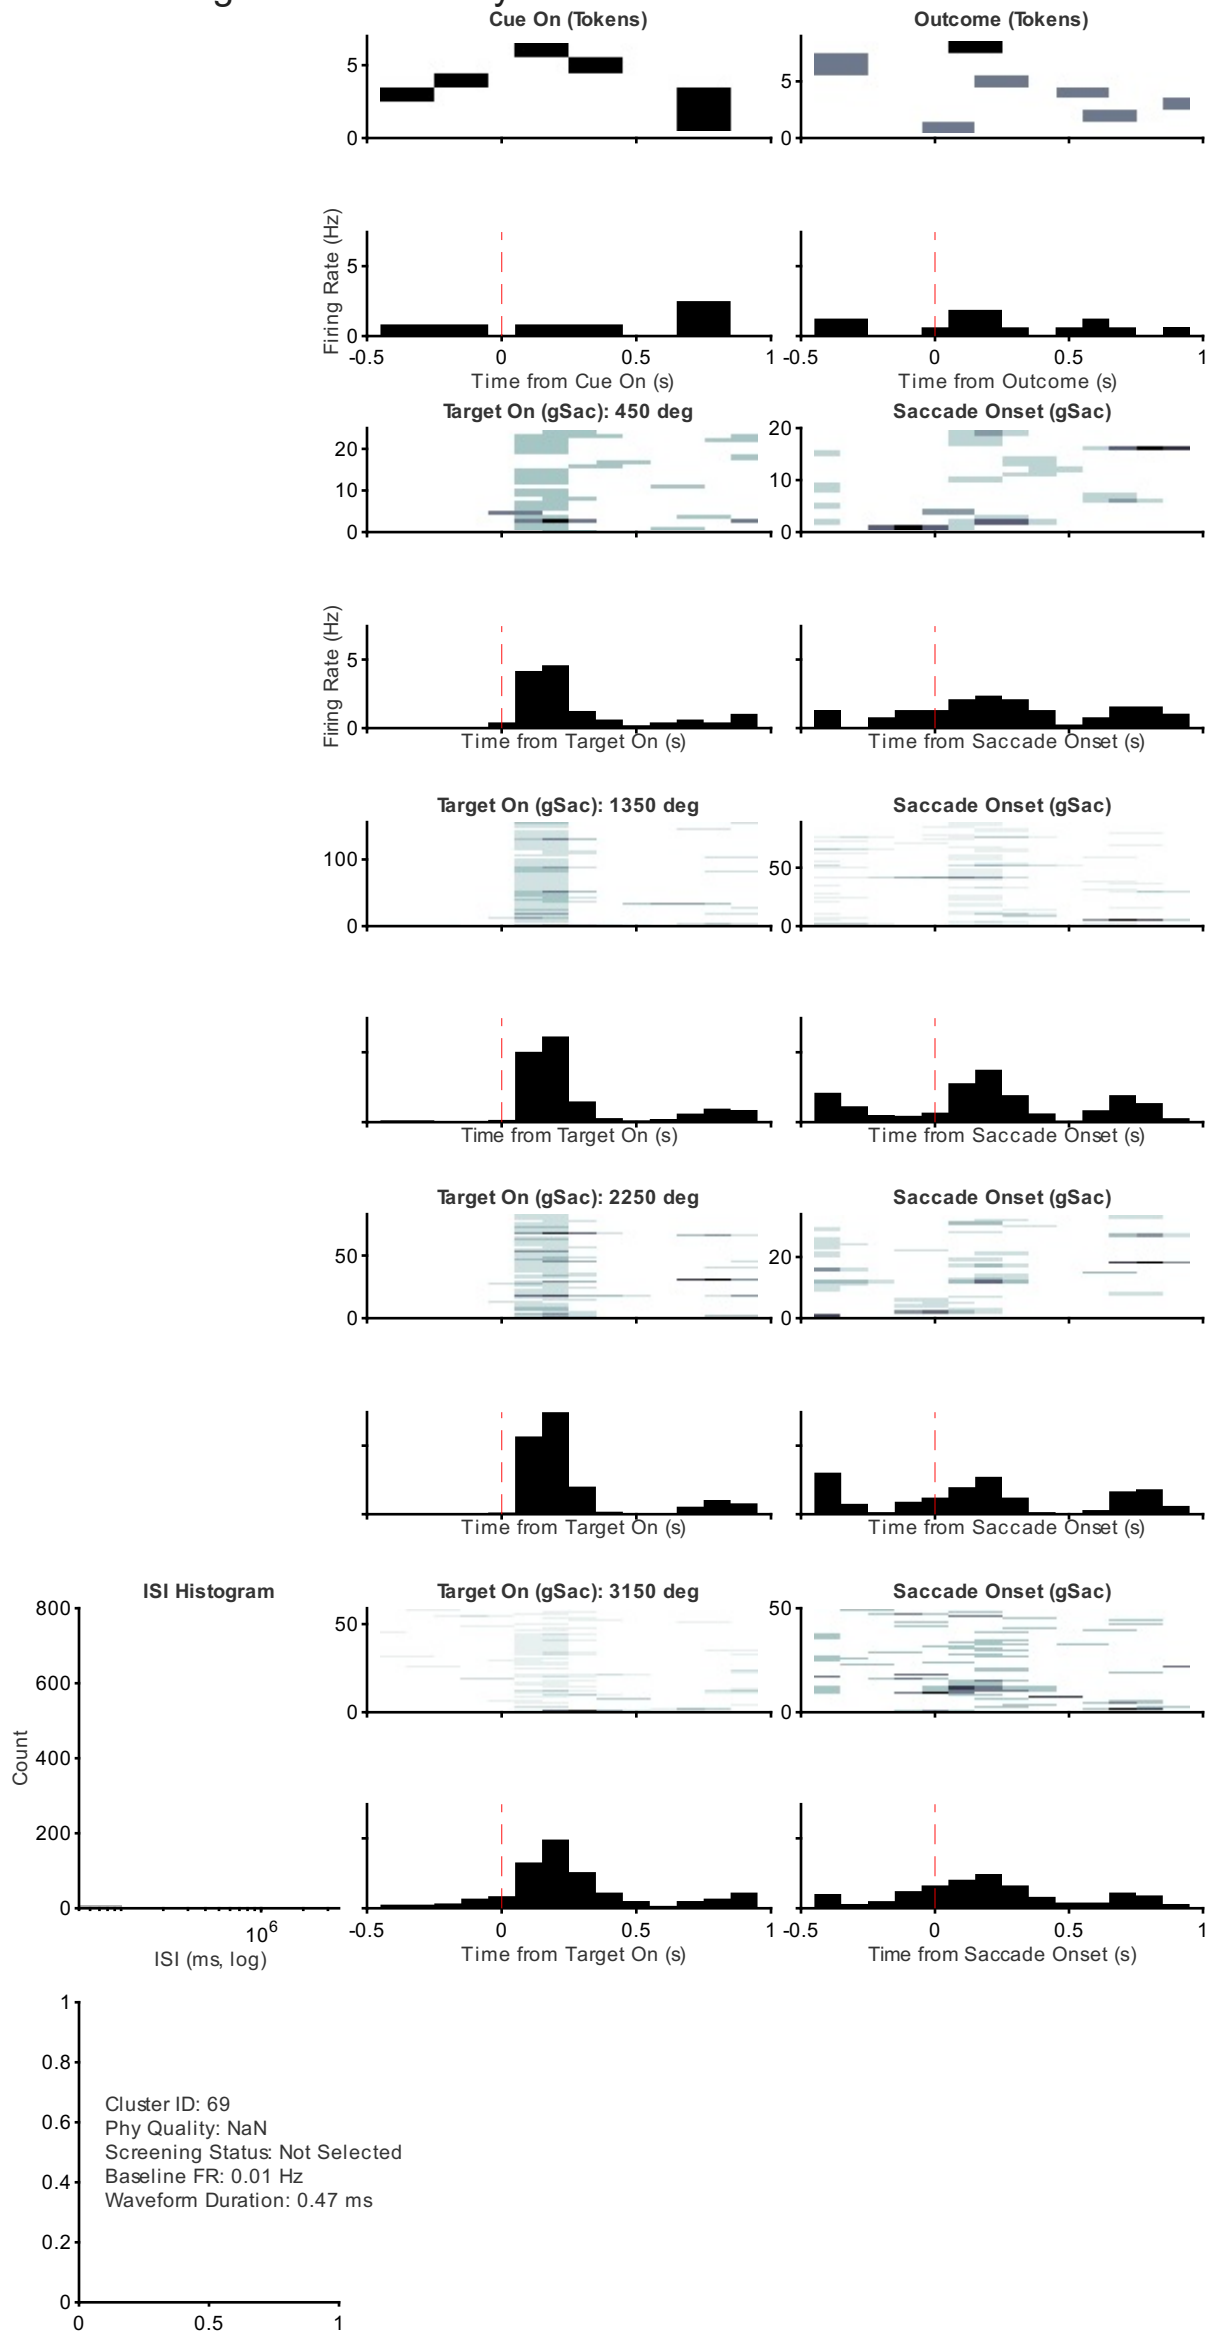 Cue On (Tokens)
Outcome (Tokens)
5
0
5
0
Firing Rate (Hz)
5
0
-0.5 0 0.5 1
-0.5 0 0.5 1
Time from Cue On (s)
Time from Outcome (s)
Target On (gSac): 450 deg
Saccade Onset (gSac)
20
10
0
20
10
0
Firing Rate (Hz)
5
0
Time from Target On (s)
Time from Saccade Onset (s)
Target On (gSac): 1350 deg
Saccade Onset (gSac)
100
0
50
0
Time from Target On (s)
Time from Saccade Onset (s)
Target On (gSac): 2250 deg
Saccade Onset (gSac)
50
0
20
0
Time from Target On (s)
Time from Saccade Onset (s)
ISI Histogram
Target On (gSac): 3150 deg
Saccade Onset (gSac)
800
600
400
200
0
Count
10^6
ISI (ms, log)
50
0
50
0
-0.5 0 0.5 1
-0.5 0 0.5 1
Time from Target On (s)
Time from Saccade Onset (s)
1
0.8
0.6
0.4
0.2
0
Cluster ID: 69
Phy Quality: NaN
Screening Status: Not Selected
Baseline FR: 0.01 Hz
Waveform Duration: 0.47 ms
0 0.5 1